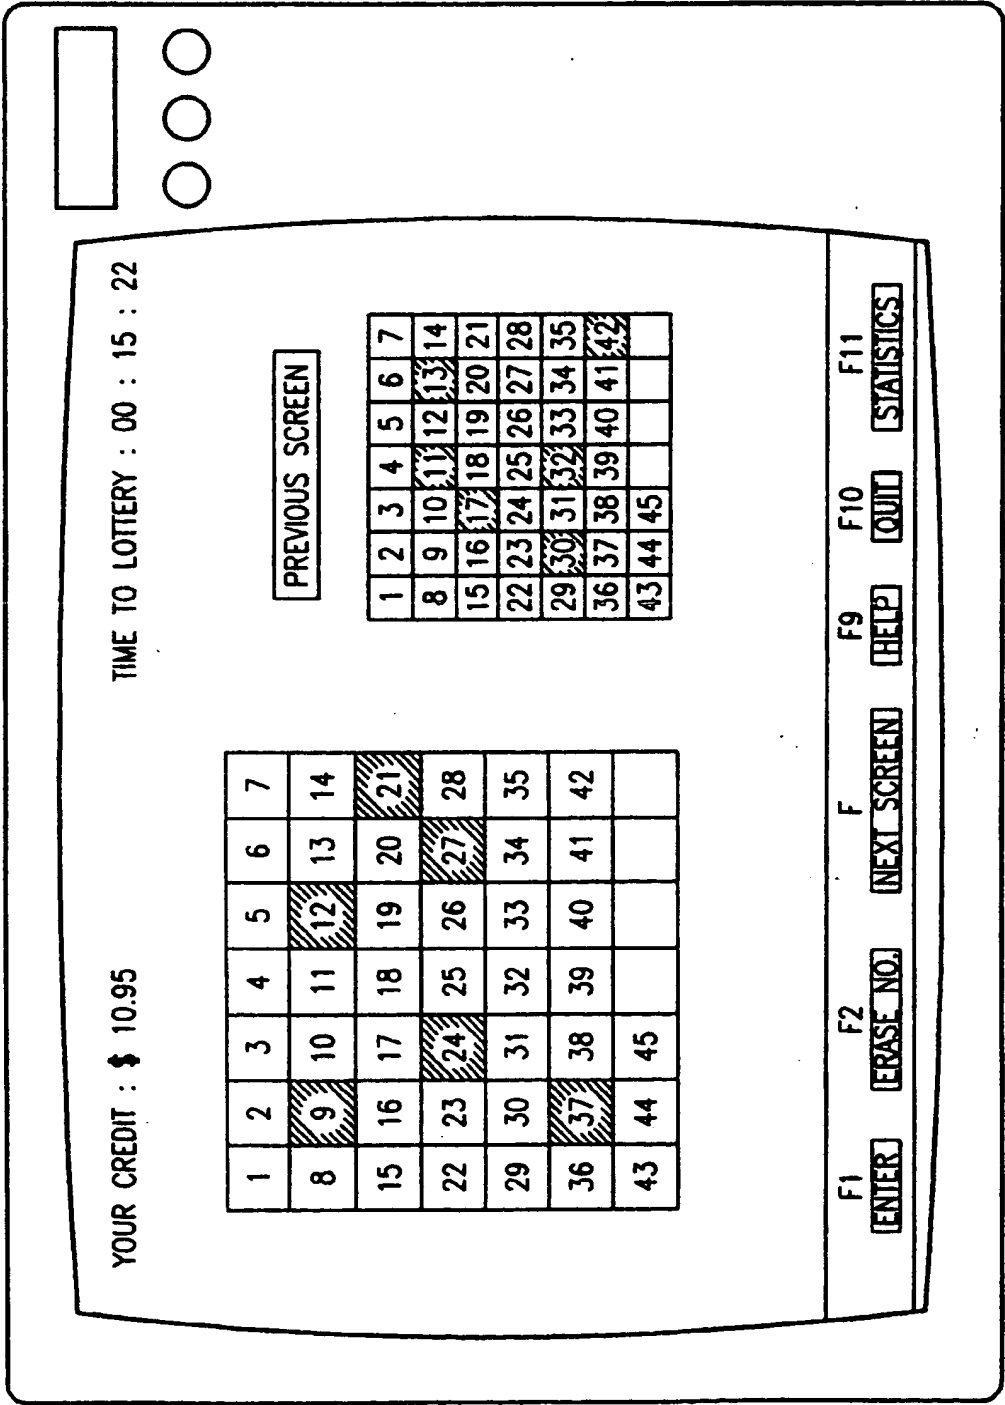 YOUR CREDIT : $ 10.95
TIME TO LOTTERY : 00 : 15 : 22
1 2 3 4 5 6 7
8 9 10 11 12 13 14
15 16 17 18 19 20 21
22 23 24 25 26 27 28
29 30 31 32 33 34 35
36 37 38 39 40 41 42
43 44 45
PREVIOUS SCREEN
1 2 3 4 5 6 7
8 9 10 11 12 13 14
15 16 17 18 19 20 21
22 23 24 25 26 27 28
29 30 31 32 33 34 35
36 37 38 39 40 41 42
43 44 45
F1 F2 F F9 F10 F11
ENTER ERASE NO. NEXT SCREEN HELP QUIT STATISTICS